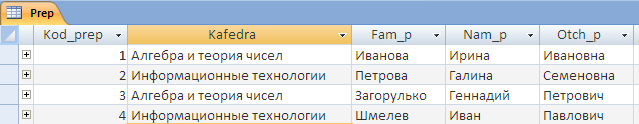 Prep
Kod_prep Kafedra Fam_p Nam_p Otch_p
1 Алгебра и теория чисел Иванова Ирина Ивановна
2 Информационные технологии Петрова Галина Семеновна
3 Алгебра и теория чисел Загорулько Геннадий Петрович
4 Информационные технологии Шмелев Иван Павлович